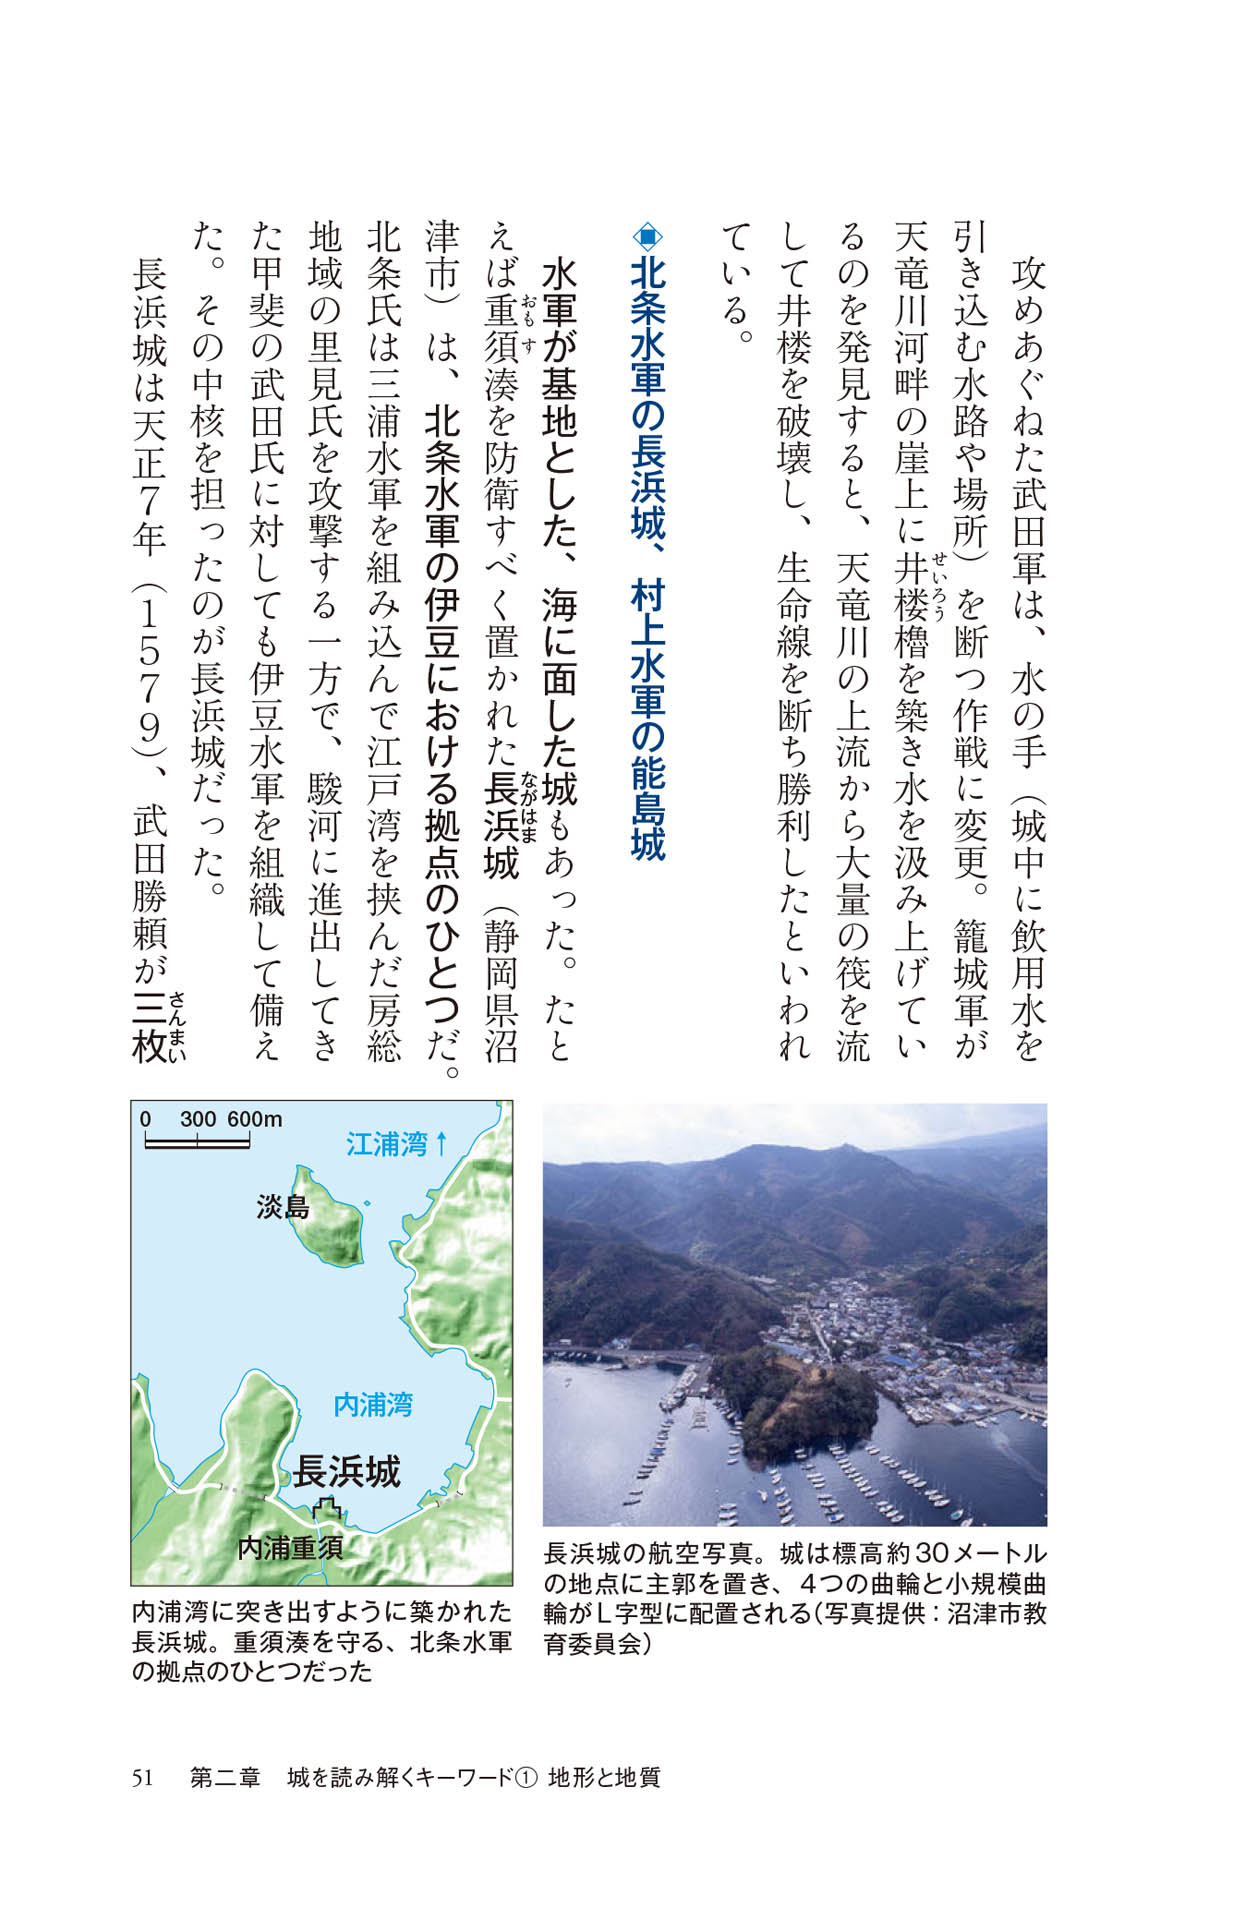 攻めあぐねた武田軍は、水の手（城中に飲用水を
引き込む水路や場所）を断つ作戦に変更。籠城軍が
天竜川河畔の崖上に井楼櫓を築き水を汲み上げてい
せいろう
るのを発見すると、天竜川の上流から大量の筏を流
して井楼を破壊し、生命線を断ち勝利したといわれ
ている。
◈北条水軍の長浜城、村上水軍の能島城
水軍が基地とした、海に面した城もあった。たと
えば重須湊を防衛すべく置かれた長浜城（静岡県沼
おもす
ながはま
津市）は、北条水軍の伊豆における拠点のひとつだ。
北条氏は三浦水軍を組み込んで江戸湾を挟んだ房総
地域の里見氏を攻撃する一方で、駿河に進出してき
た甲斐の武田氏に対しても伊豆水軍を組織して備え
た。その中核を担ったのが長浜城だった。
長浜城は天正7年（1579）、武田勝頼が三枚
さんまい
長浜城の航空写真。城は標高約30メートル
の地点に主郭を置き、4つの曲輪と小規模曲
輪がL字型に配置される（写真提供：沼津市教
育委員会）
0 300 600m
江浦湾↑
淡島
内浦湾
長浜城
内浦重須
内浦湾に突き出すように築かれた
長浜城。重須湊を守る、北条水軍
の拠点のひとつだった
51 第二章 城を読み解くキーワード① 地形と地質